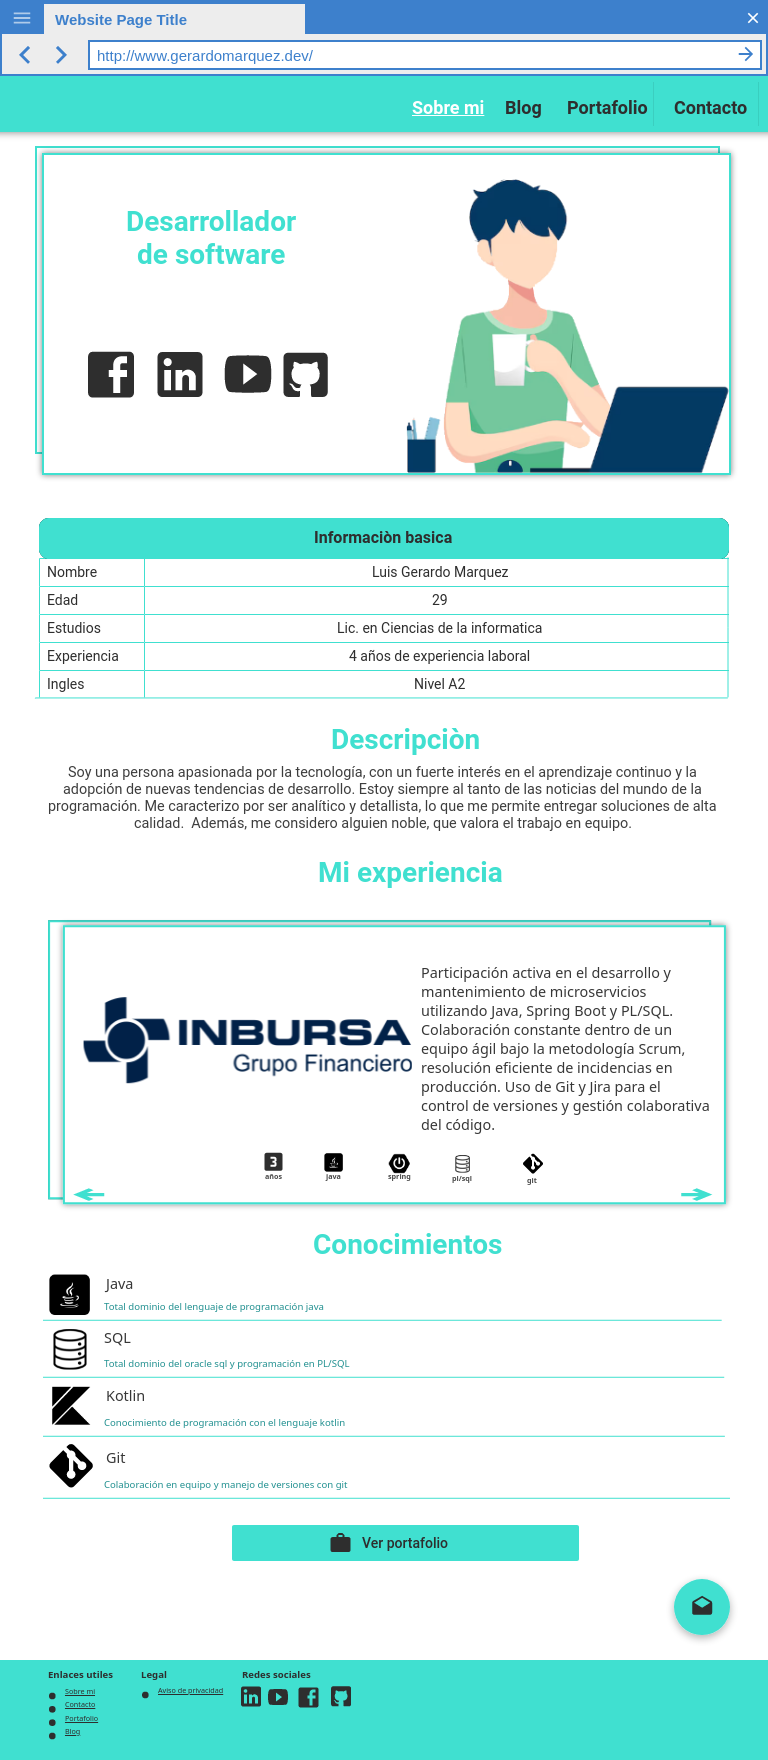 Website Page Title
http://www.gerardomarquez.dev/
Sobre mi Blog Portafolio Contacto
Desarrollador
de software
Informaciòn basica
Nombre Luis Gerardo Marquez
Edad 29
Estudios Lic. en Ciencias de la informatica
Experiencia 4 años de experiencia laboral
Ingles Nivel A2
Descripciòn
Soy una persona apasionada por la tecnología, con un fuerte interés en el aprendizaje continuo y la
adopción de nuevas tendencias de desarrollo. Estoy siempre al tanto de las noticias del mundo de la
programación. Me caracterizo por ser analítico y detallista, lo que me permite entregar soluciones de alta
calidad. Además, me considero alguien noble, que valora el trabajo en equipo.
Mi experiencia
INBURSA
Grupo Financiero
Participación activa en el desarrollo y
mantenimiento de microservicios
utilizando Java, Spring Boot y PL/SQL.
Colaboración constante dentro de un
equipo ágil bajo la metodología Scrum,
resolución eficiente de incidencias en
producción. Uso de Git y Jira para el
control de versiones y gestión colaborativa
del código.
3
años java spring pl/sql git
Conocimientos
Java
Total dominio del lenguaje de programación java
SQL
Total dominio del oracle sql y programación en PL/SQL
Kotlin
Conocimiento de programación con el lenguaje kotlin
Git
Colaboración en equipo y manejo de versiones con git
Ver portafolio
Enlaces utiles
Sobre mi
Contacto
Portafolio
Blog
Legal
Aviso de privacidad
Redes sociales